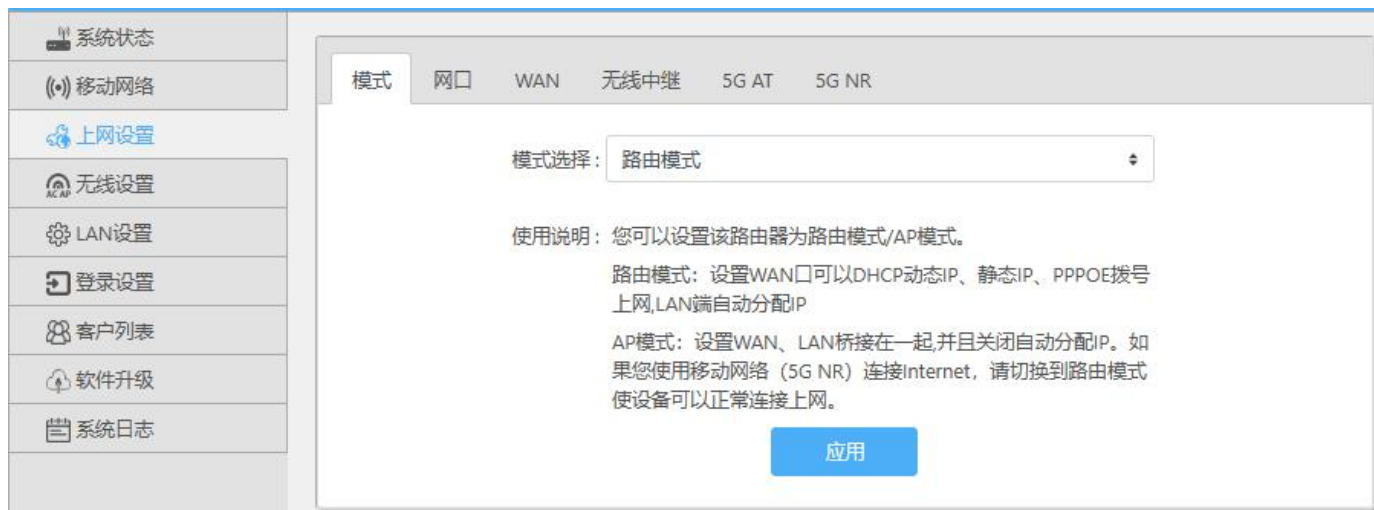 系统状态
移动网络
上网设置
AC AP 无线设置
LAN设置
登录设置
客户列表
软件升级
系统日志
模式 网口 WAN 无线中继 5G AT 5G NR
模式选择： 路由模式
使用说明： 您可以设置该路由器为路由模式/AP模式。
路由模式：设置WAN口可以DHCP动态IP、静态IP、PPPOE拨号
上网,LAN端自动分配IP
AP模式：设置WAN、LAN桥接在一起,并且关闭自动分配IP。如
果您使用移动网络（5G NR）连接Internet，请切换到路由模式
使设备可以正常连接上网。
应用